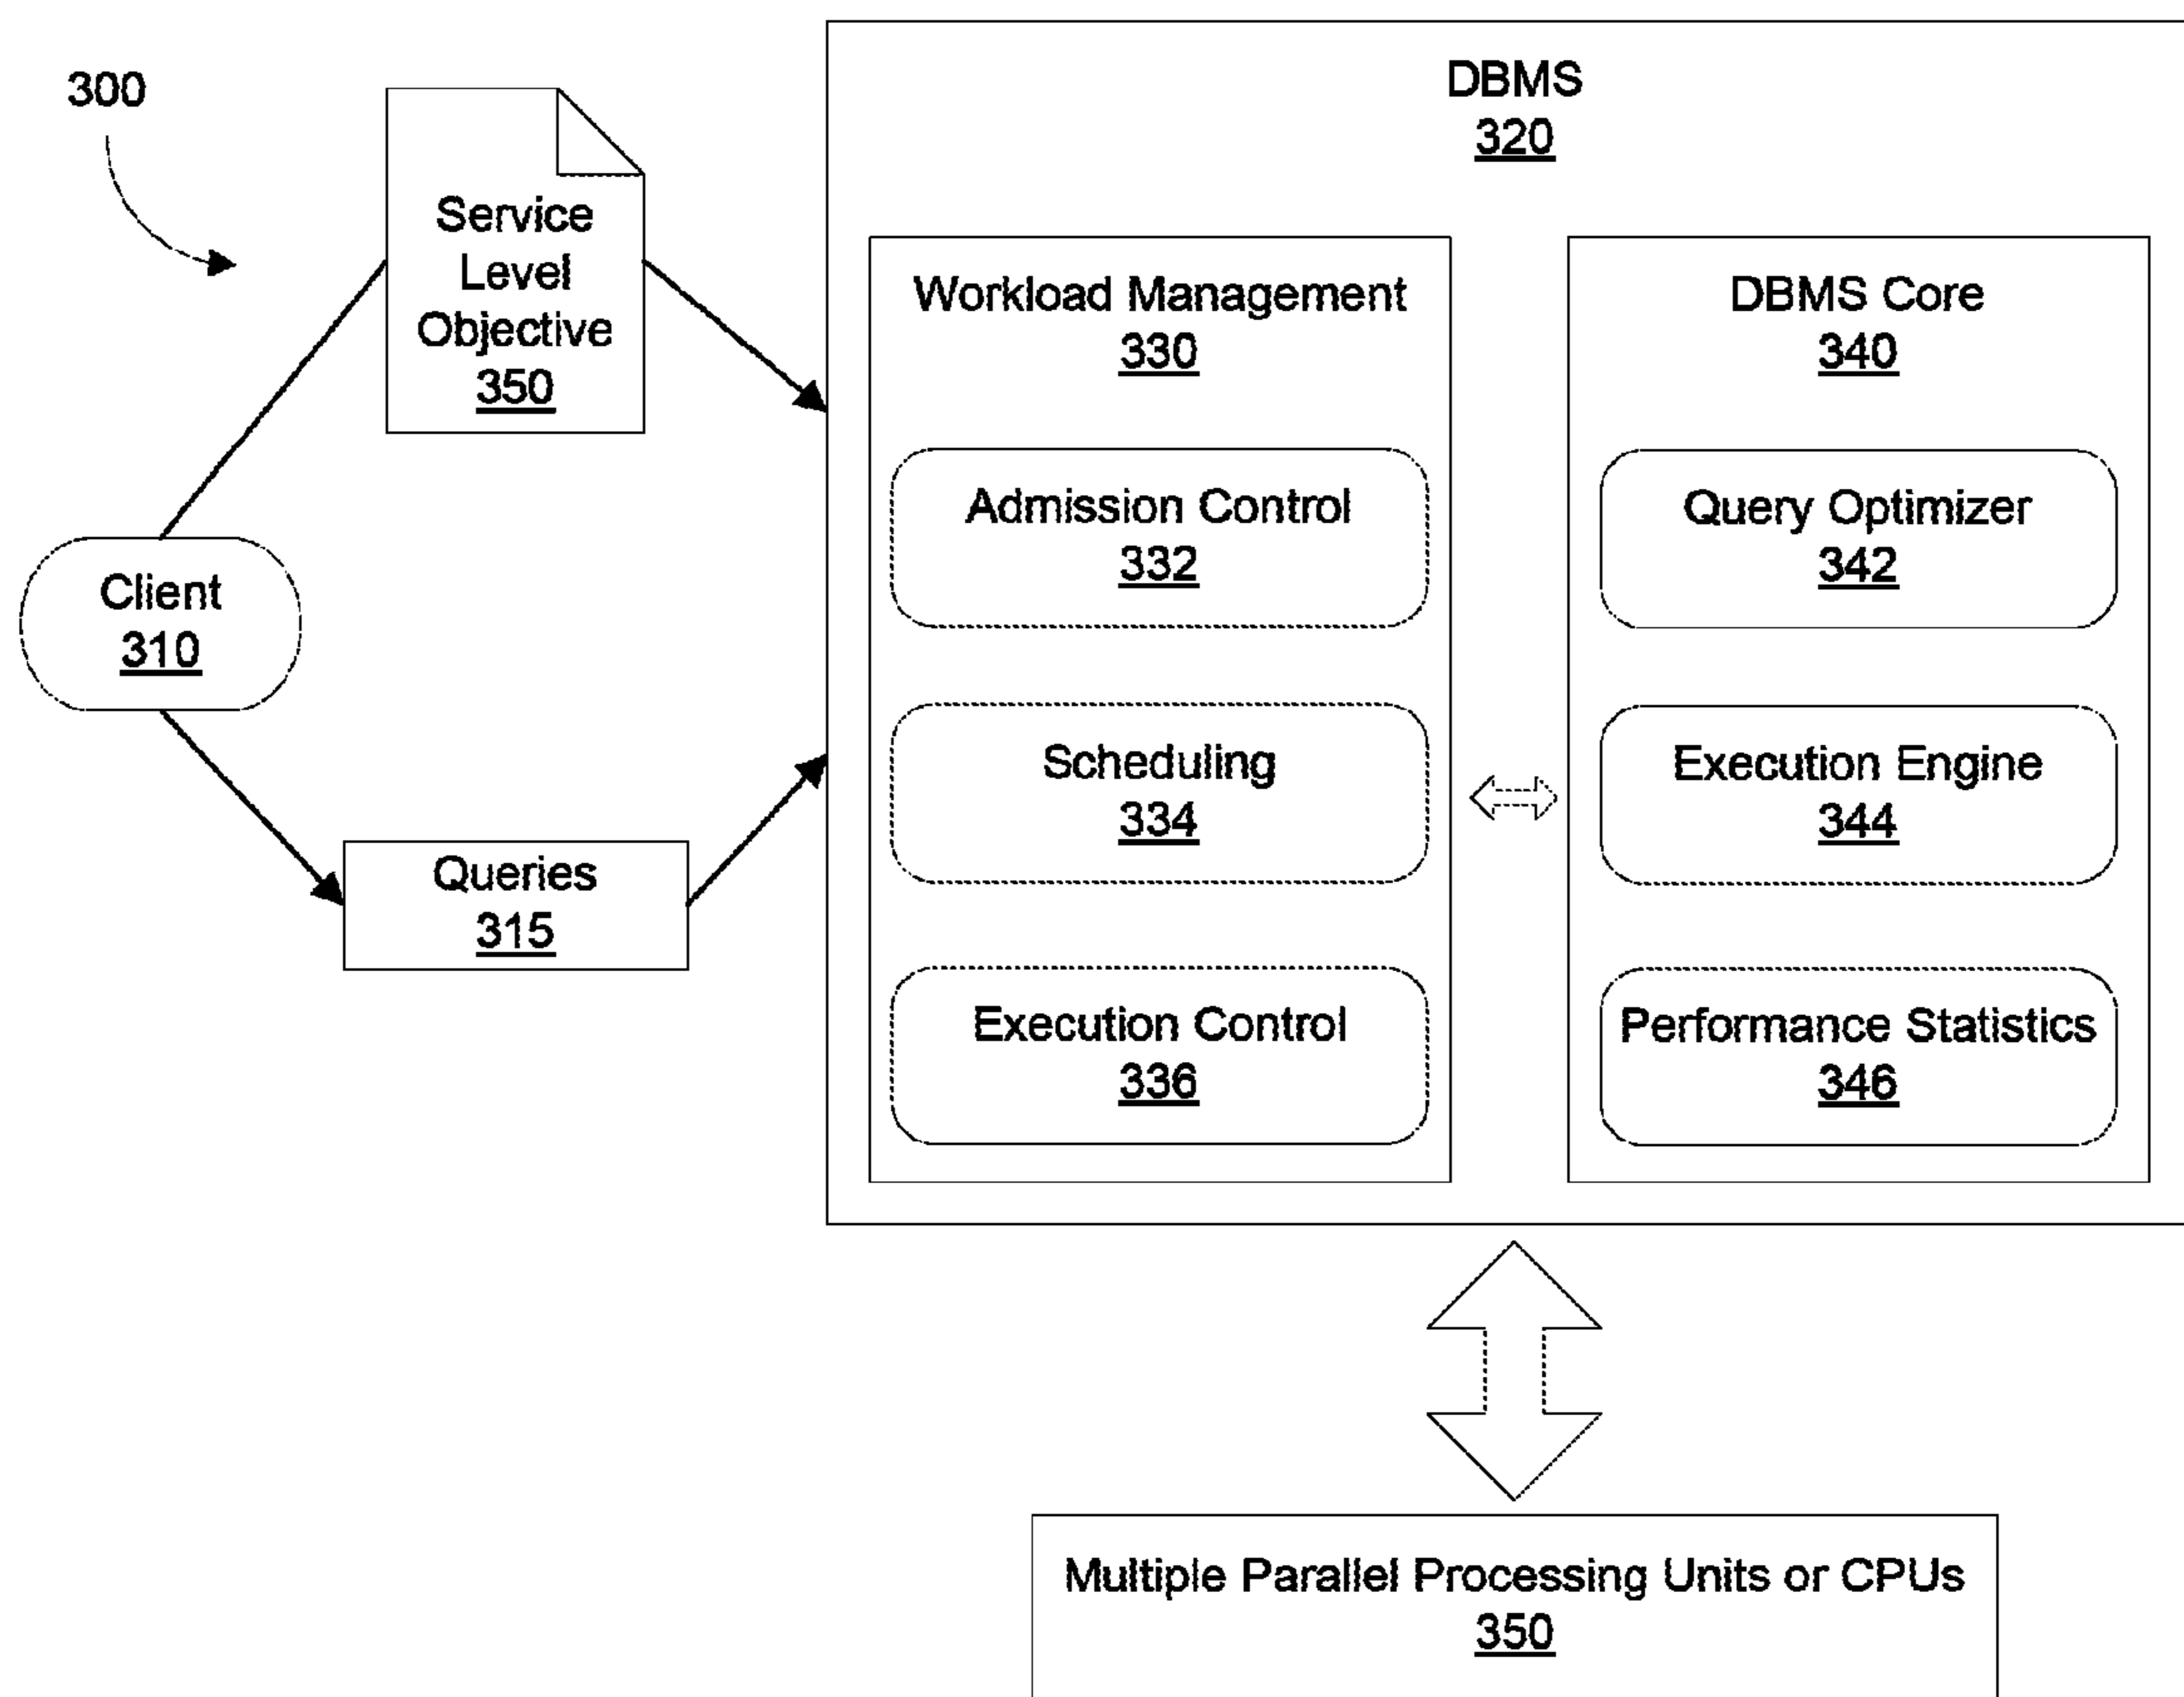 300
Service
Level
Objective
350
Client
310
Queries
315
DBMS
320
Workload Management
330
Admission Control
332
Scheduling
334
Execution Control
336
DBMS Core
340
Query Optimizer
342
Execution Engine
344
Performance Statistics
346
Multiple Parallel Processing Units or CPUs
350